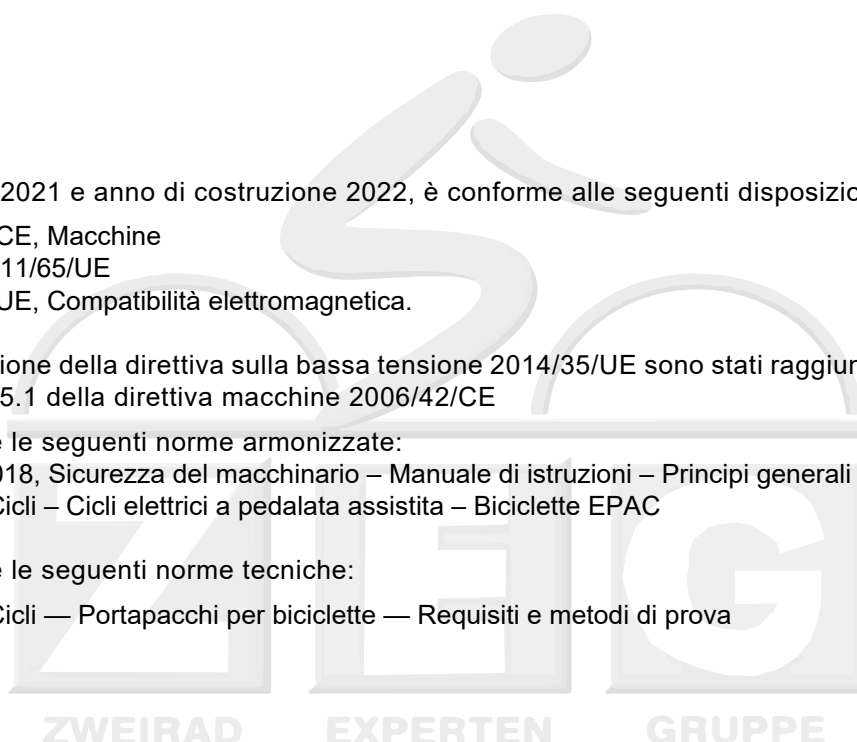 2021 e anno di costruzione 2022, è conforme alle seguenti disposizio
CE, Macchine
11/65/UE
UE, Compatibilità elettromagnetica.
ione della direttiva sulla bassa tensione 2014/35/UE sono stati raggiun
5.1 della direttiva macchine 2006/42/CE
e le seguenti norme armonizzate:
018, Sicurezza del macchinario – Manuale di istruzioni – Principi generali
Cicli – Cicli elettrici a pedalata assistita – Biciclette EPAC
e le seguenti norme tecniche:
Cicli — Portapacchi per biciclette — Requisiti e metodi di prova
ZEG
ZWEIRAD EXPERTEN GRUPPE